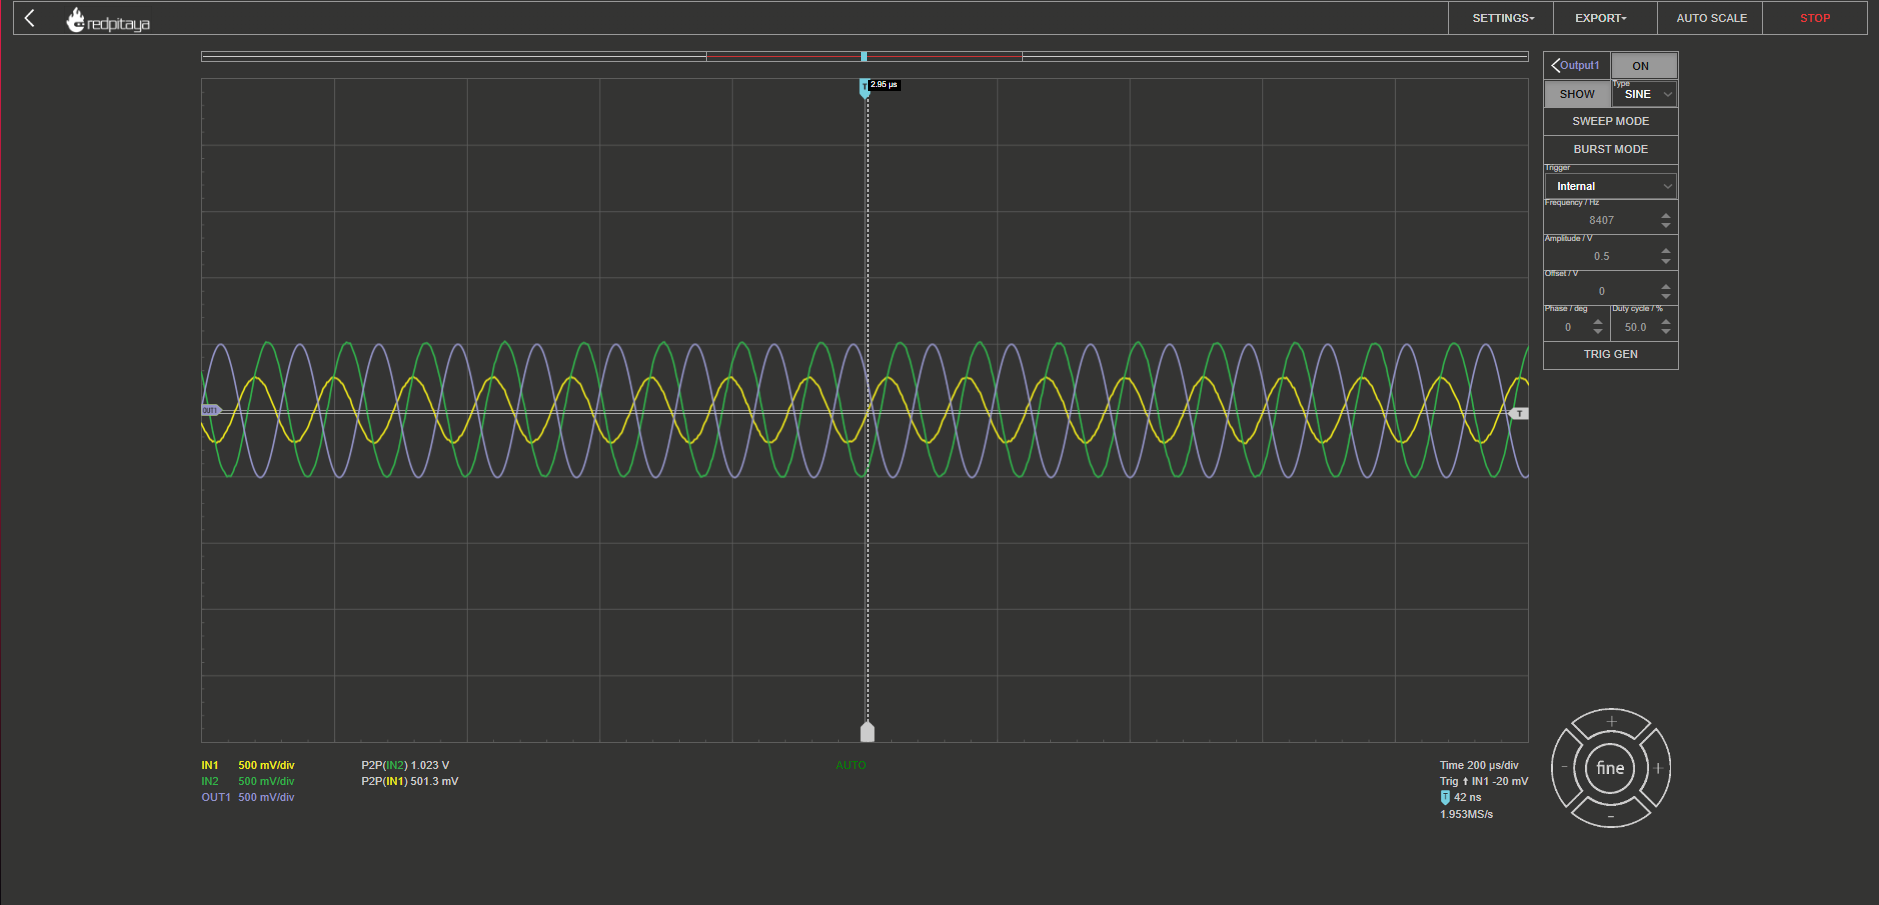 redpitaya
SETTINGS
EXPORT
AUTO SCALE
STOP
T 2.95 µs
OUT1
T
Output1
ON
SHOW
Type
SINE
SWEEP MODE
BURST MODE
Trigger
Internal
Frequency / Hz
8407
Amplitude / V
0.5
Offset / V
0
Phase / deg
Duty cycle / %
0
50.0
TRIG GEN
IN1 500 mV/div
IN2 500 mV/div
OUT1 500 mV/div
P2P(IN2) 1.023 V
P2P(IN1) 501.3 mV
AUTO
Time 200 µs/div
Trig IN1 -20 mV
T 42 ns
1.953MS/s
+
- fine +
-